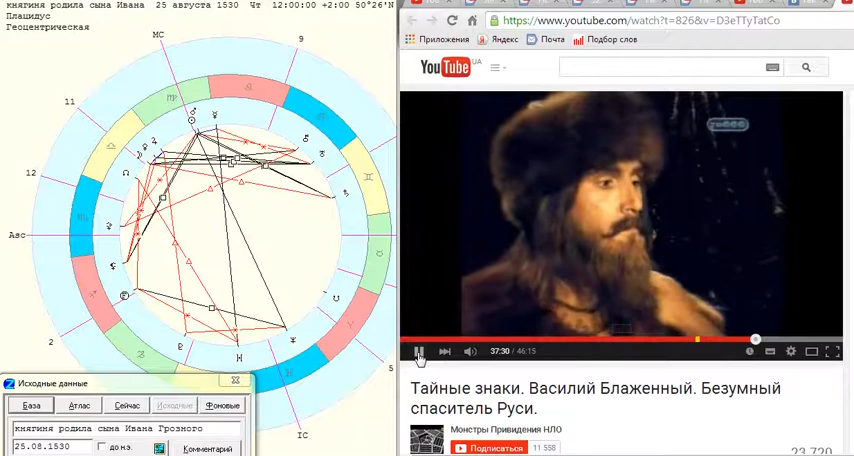 княгиня родила сына Ивана 25 августа 1530 Чт 12:00:00 +2:00 50°26'N
Плацидус
Геоцентрическая
MC
9
11
12
Asc
2
5
IC
Исходные данные
База
Атлас
Сейчас
Исходные
Фоновые
княгиня родила сына Ивана Грозного
25.08.1530
до н.э.
Комментарий
https://www.youtube.com/watch?t=826&v=D3eTTyTatCo
Приложения
Яндекс
Почта
Подбор слов
YouTube UA
37:30 / 46:15
Тайные знаки. Василий Блаженный. Безумный
спаситель Руси.
Монстры Привидения НЛО
Подписаться
11 558
23 720